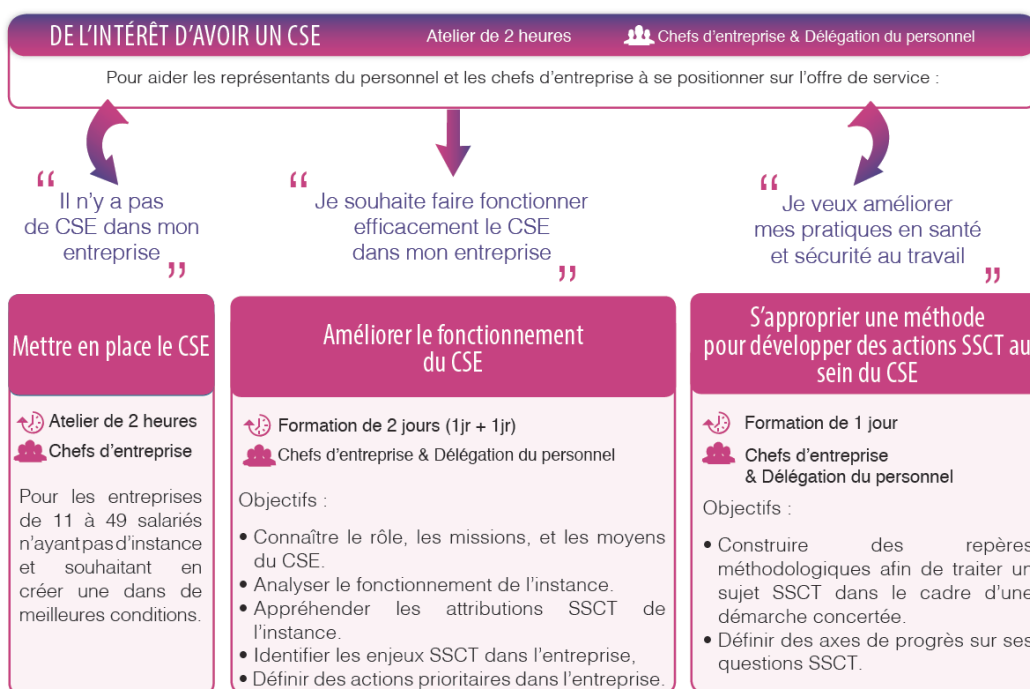 DE L'INTÉRÊT D'AVOIR UN CSE Atelier de 2 heures Chefs d'entreprise & Délégation du personnel
Pour aider les représentants du personnel et les chefs d'entreprise à se positionner sur l'offre de service :
“ Il n'y a pas
de CSE dans mon
entreprise ”
“ Je souhaite faire fonctionner
efficacement le CSE
dans mon entreprise ”
“ Je veux améliorer
mes pratiques en santé
et sécurité au travail ”
Mettre en place le CSE
Atelier de 2 heures
Chefs d'entreprise
Pour les entreprises
de 11 à 49 salariés
n'ayant pas d'instance
et souhaitant en
créer une dans de
meilleures conditions.
Améliorer le fonctionnement
du CSE
Formation de 2 jours (1jr + 1jr)
Chefs d'entreprise & Délégation du personnel
Objectifs :
• Connaître le rôle, les missions, et les moyens
du CSE.
• Analyser le fonctionnement de l'instance.
• Appréhender les attributions SSCT de
l'instance.
• Identifier les enjeux SSCT dans l'entreprise,
• Définir des actions prioritaires dans l'entreprise.
S'approprier une méthode
pour développer des actions SSCT au
sein du CSE
Formation de 1 jour
Chefs d'entreprise
& Délégation du personnel
Objectifs :
• Construire des repères
méthodologiques afin de traiter un
sujet SSCT dans le cadre d'une
démarche concertée.
• Définir des axes de progrès sur ses
questions SSCT.